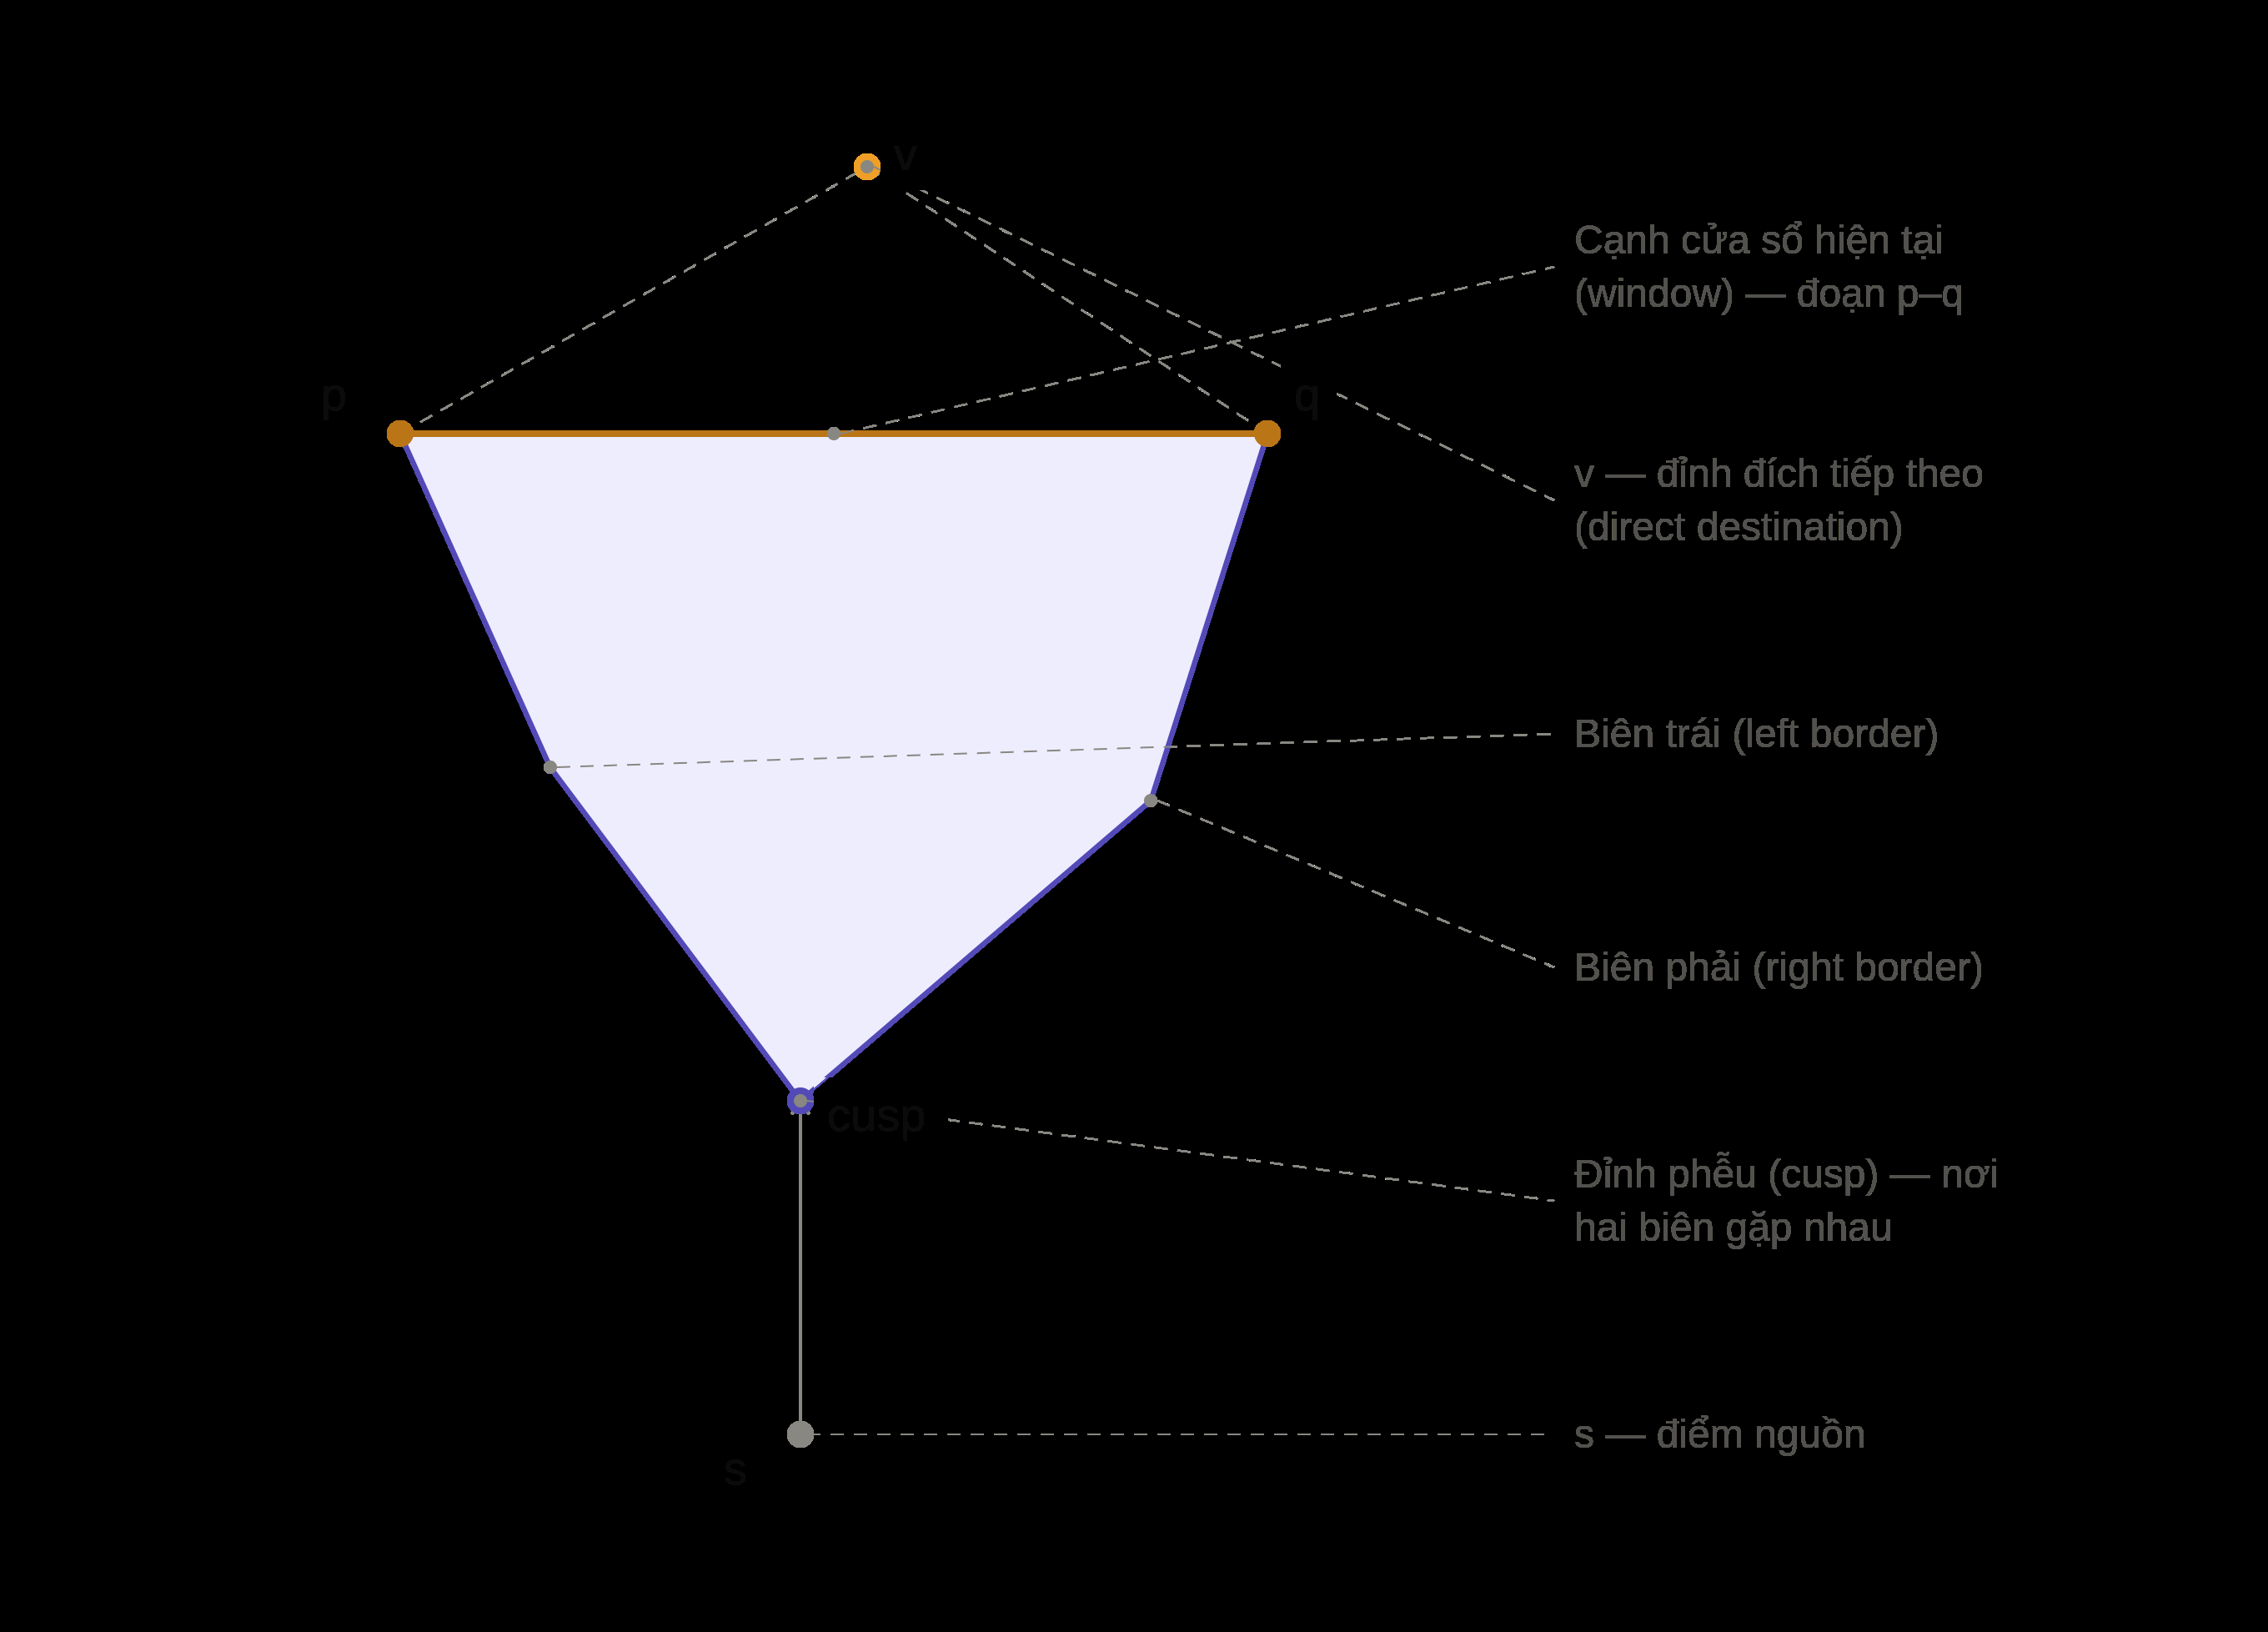 v
Cạnh cửa sổ hiện tại
(window) — đoạn p–q
p
q
v — đỉnh đích tiếp theo
(direct destination)
Biên trái (left border)
Biên phải (right border)
cusp
Đỉnh phễu (cusp) — nơi
hai biên gặp nhau
s — điểm nguồn
s